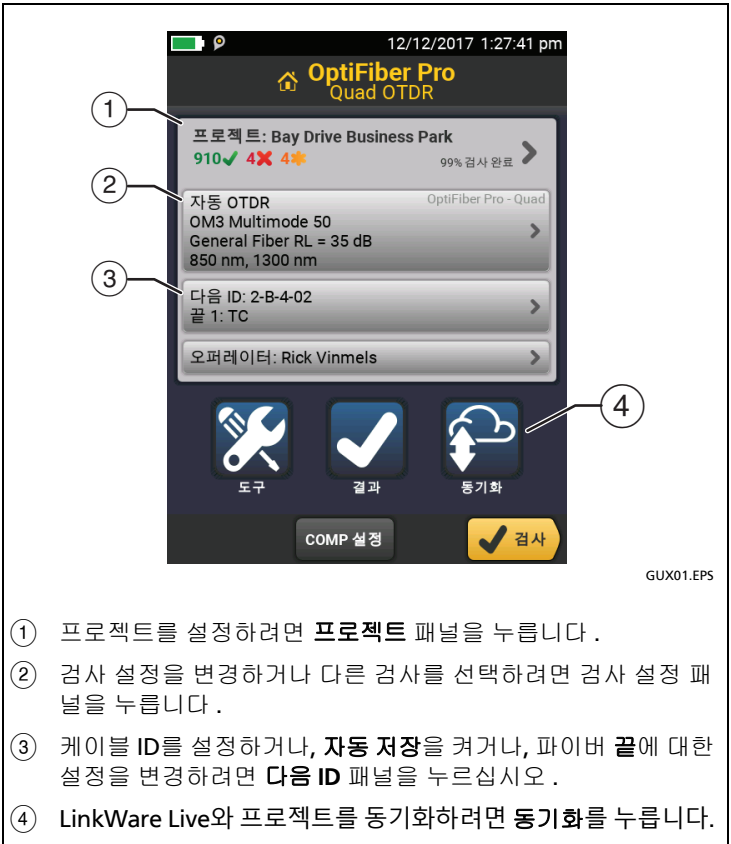 12/12/2017 1:27:41 pm
OptiFiber Pro
Quad OTDR
1
프로젝트: Bay Drive Business Park
910 4 4
99% 검사 완료
2
자동 OTDR
OptiFiber Pro - Quad
OM3 Multimode 50
General Fiber RL = 35 dB
850 nm, 1300 nm
3
다음 ID: 2-B-4-02
끝 1: TC
오퍼레이터: Rick Vinmels
4
도구
결과
동기화
COMP 설정
검사
GUX01.EPS
① 프로젝트를 설정하려면 프로젝트 패널을 누릅니다 .
② 검사 설정을 변경하거나 다른 검사를 선택하려면 검사 설정 패
널을 누릅니다 .
③ 케이블 ID를 설정하거나, 자동 저장을 켜거나, 파이버 끝에 대한
설정을 변경하려면 다음 ID 패널을 누르십시오 .
④ LinkWare Live와 프로젝트를 동기화하려면 동기화를 누릅니다.